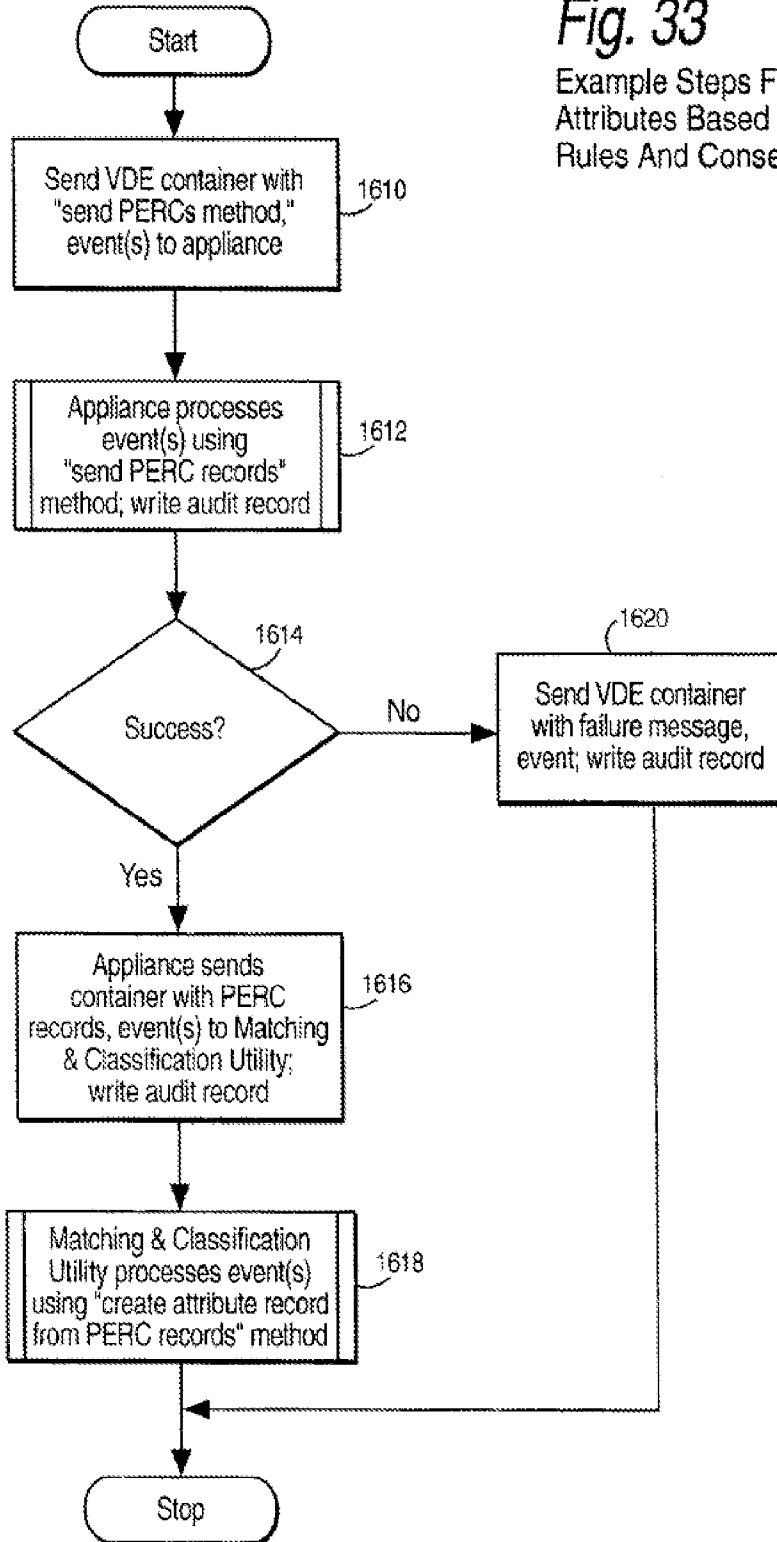 Fig. 33
Example Steps F
Attributes Based
Rules And Conse
Start
Send VDE container with
"send PERCs method,"
event(s) to appliance
1610
Appliance processes
event(s) using
"send PERC records"
method; write audit record
1612
Success?
1614
No
Send VDE container
with failure message,
event; write audit record
1620
Yes
Appliance sends
container with PERC
records, event(s) to Matching
& Classification Utility;
write audit record
1616
Matching & Classification
Utility processes event(s)
using "create attribute record
from PERC records" method
1618
Stop